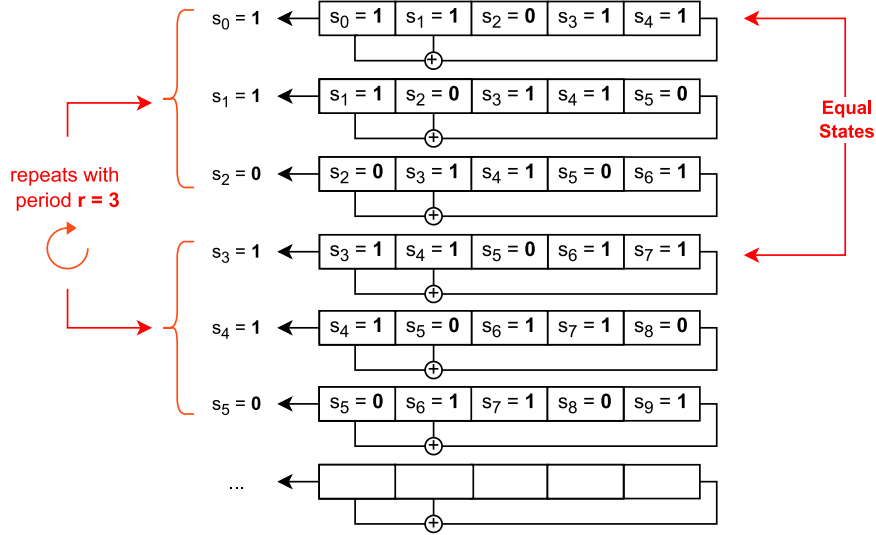 s0 = 1 s0 = 1 s1 = 1 s2 = 0 s3 = 1 s4 = 1
s1 = 1 s1 = 1 s2 = 0 s3 = 1 s4 = 1 s5 = 0
Equal
States
s2 = 0 s2 = 0 s3 = 1 s4 = 1 s5 = 0 s6 = 1
repeats with
period r = 3
s3 = 1 s3 = 1 s4 = 1 s5 = 0 s6 = 1 s7 = 1
s4 = 1 s4 = 1 s5 = 0 s6 = 1 s7 = 1 s8 = 0
s5 = 0 s5 = 0 s6 = 1 s7 = 1 s8 = 0 s9 = 1
...